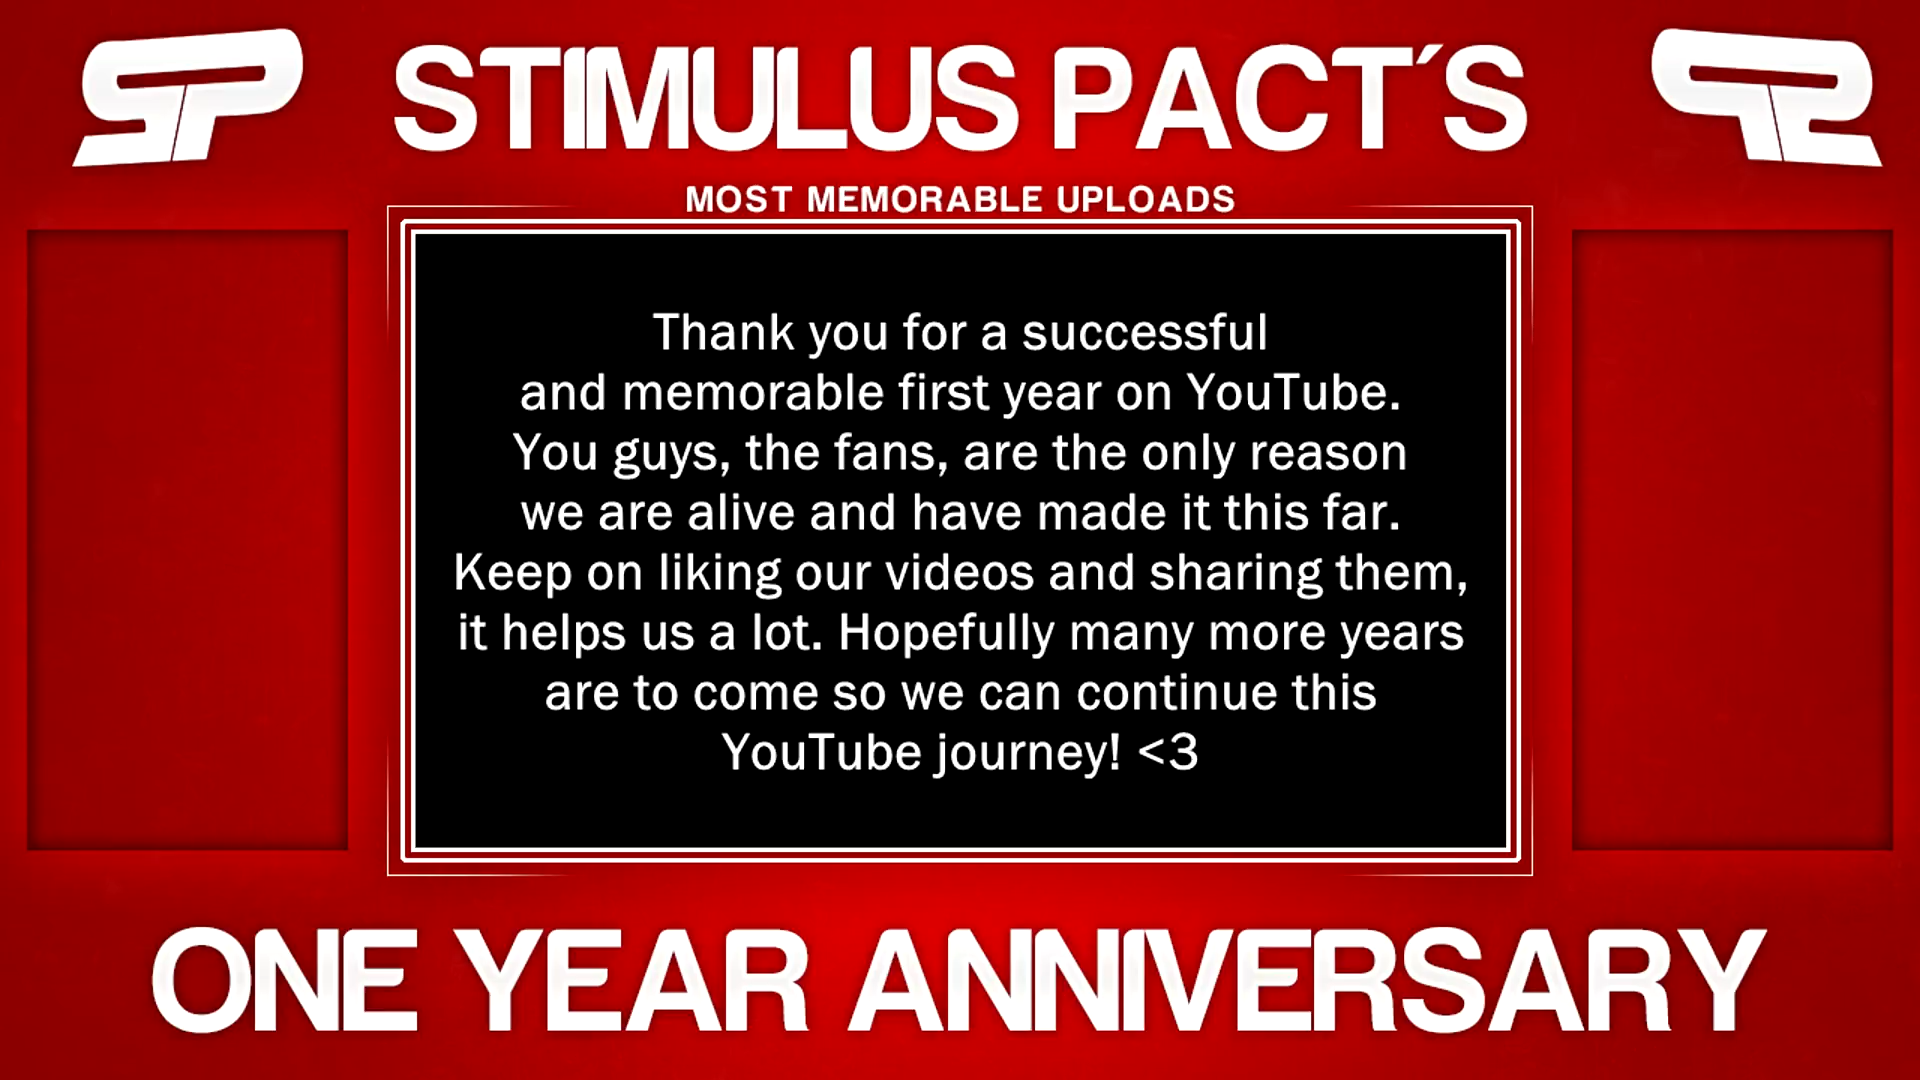 SP STIMULUS PACT´S SP
MOST MEMORABLE UPLOADS
Thank you for a successful
and memorable first year on YouTube.
You guys, the fans, are the only reason
we are alive and have made it this far.
Keep on liking our videos and sharing them,
it helps us a lot. Hopefully many more years
are to come so we can continue this
YouTube journey! <3
ONE YEAR ANNIVERSARY